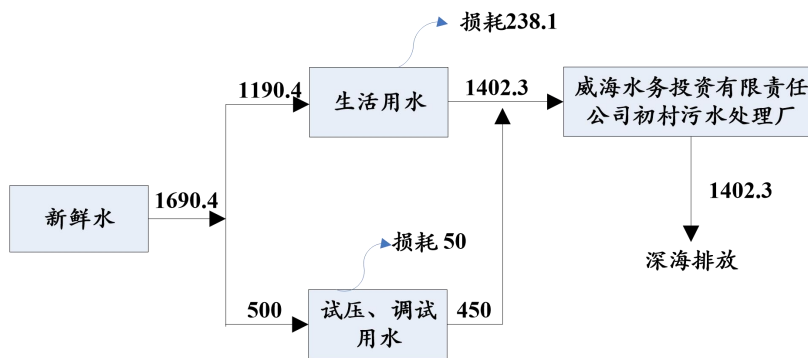 损耗238.1
1190.4
生活用水
1402.3
威海水务投资有限责任
公司初村污水处理厂
新鲜水
1690.4
1402.3
损耗 50
深海排放
500
试压、调试
用水
450